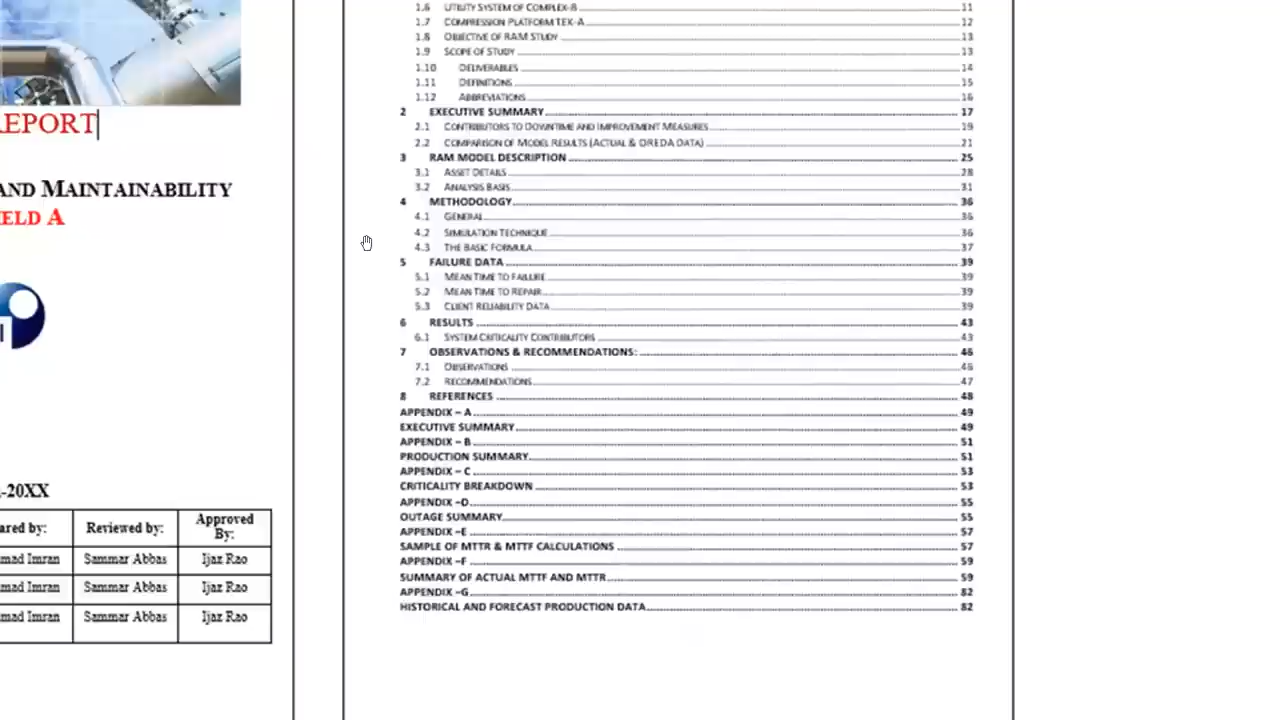 REPORT
AND MAINTAINABILITY
IELD A
-20XX
ared by: Reviewed by: Approved By:
mad Imran Sammar Abbas Ijaz Rao
mad Imran Sammar Abbas Ijaz Rao
mad Imran Sammar Abbas Ijaz Rao
1.6 UTILITY SYSTEM OF COMPLEX-B 11
1.7 COMPRESSION PLATFORM TEK-A 12
1.8 OBJECTIVE OF RAM STUDY 13
1.9 SCOPE OF STUDY 13
1.10 DELIVERABLES 14
1.11 DEFINITIONS 15
1.12 ABBREVIATIONS 16
2 EXECUTIVE SUMMARY 17
2.1 CONTRIBUTORS TO DOWNTIME AND IMPROVEMENT MEASURES 19
2.2 COMPARISON OF MODEL RESULTS (ACTUAL & OREDA DATA) 21
3 RAM MODEL DESCRIPTION 25
3.1 ASSET DETAILS 28
3.2 ANALYSIS BASIS 31
4 METHODOLOGY 36
4.1 GENERAL 36
4.2 SIMULATION TECHNIQUE 36
4.3 THE BASIC FORMULA 37
5 FAILURE DATA 39
5.1 MEAN TIME TO FAILURE 39
5.2 MEAN TIME TO REPAIR 39
5.3 CLIENT RELIABILITY DATA 39
6 RESULTS 43
6.1 SYSTEM CRITICALITY CONTRIBUTORS 43
7 OBSERVATIONS & RECOMMENDATIONS: 46
7.1 OBSERVATIONS 46
7.2 RECOMMENDATIONS 47
8 REFERENCES 48
APPENDIX – A 49
EXECUTIVE SUMMARY 49
APPENDIX – B 51
PRODUCTION SUMMARY 51
APPENDIX – C 53
CRITICALITY BREAKDOWN 53
APPENDIX –D 55
OUTAGE SUMMARY 55
APPENDIX –E 57
SAMPLE OF MTTR & MTTF CALCULATIONS 57
APPENDIX –F 59
SUMMARY OF ACTUAL MTTF AND MTTR 59
APPENDIX –G 82
HISTORICAL AND FORECAST PRODUCTION DATA 82